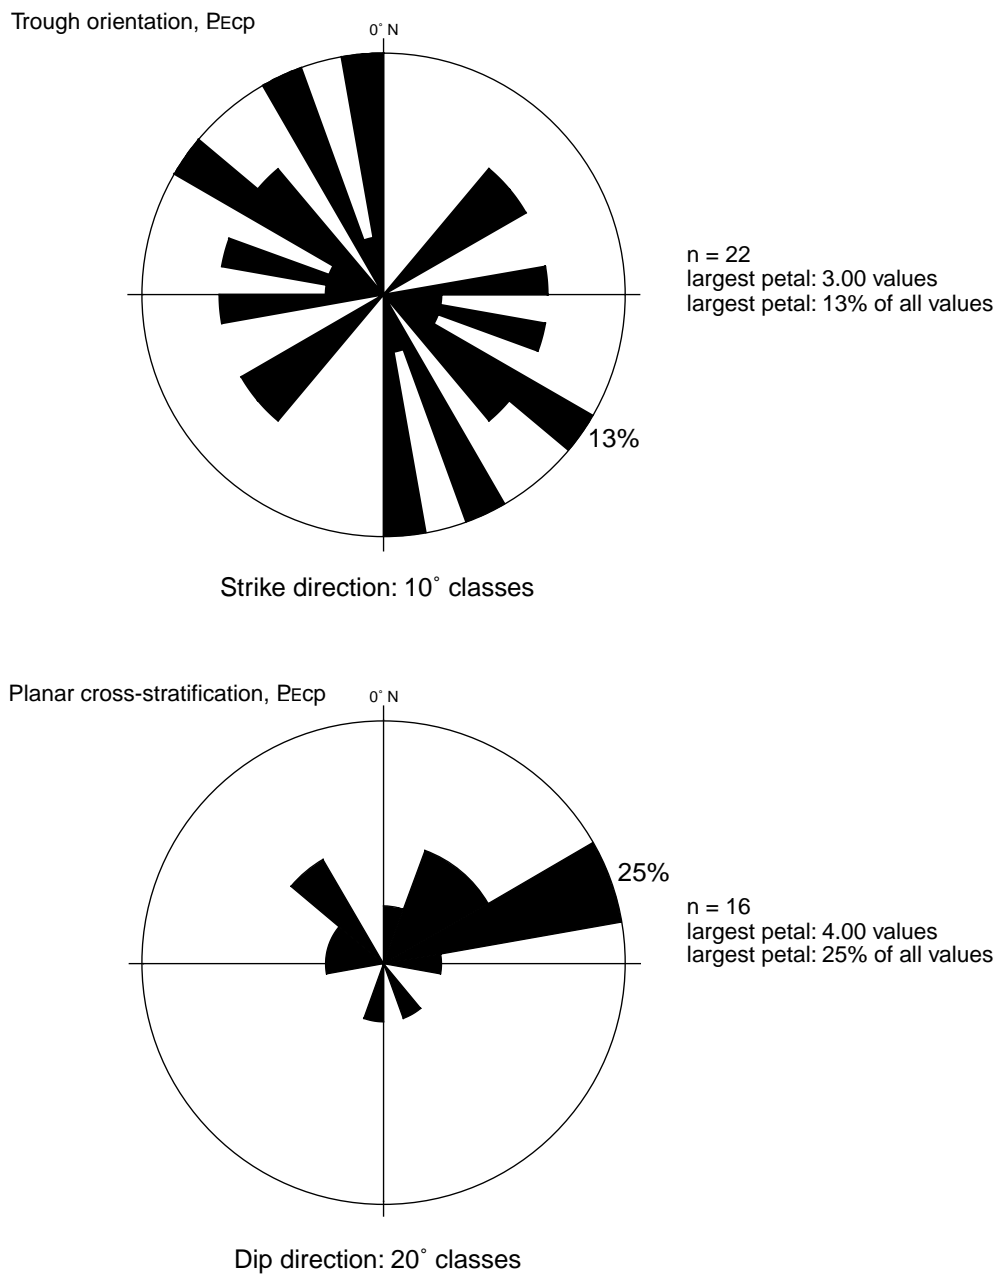 Trough orientation, PEcp
0° N
n = 22
largest petal: 3.00 values
largest petal: 13% of all values
13%
Strike direction: 10° classes
Planar cross-stratification, PEcp
0° N
25%
n = 16
largest petal: 4.00 values
largest petal: 25% of all values
Dip direction: 20° classes